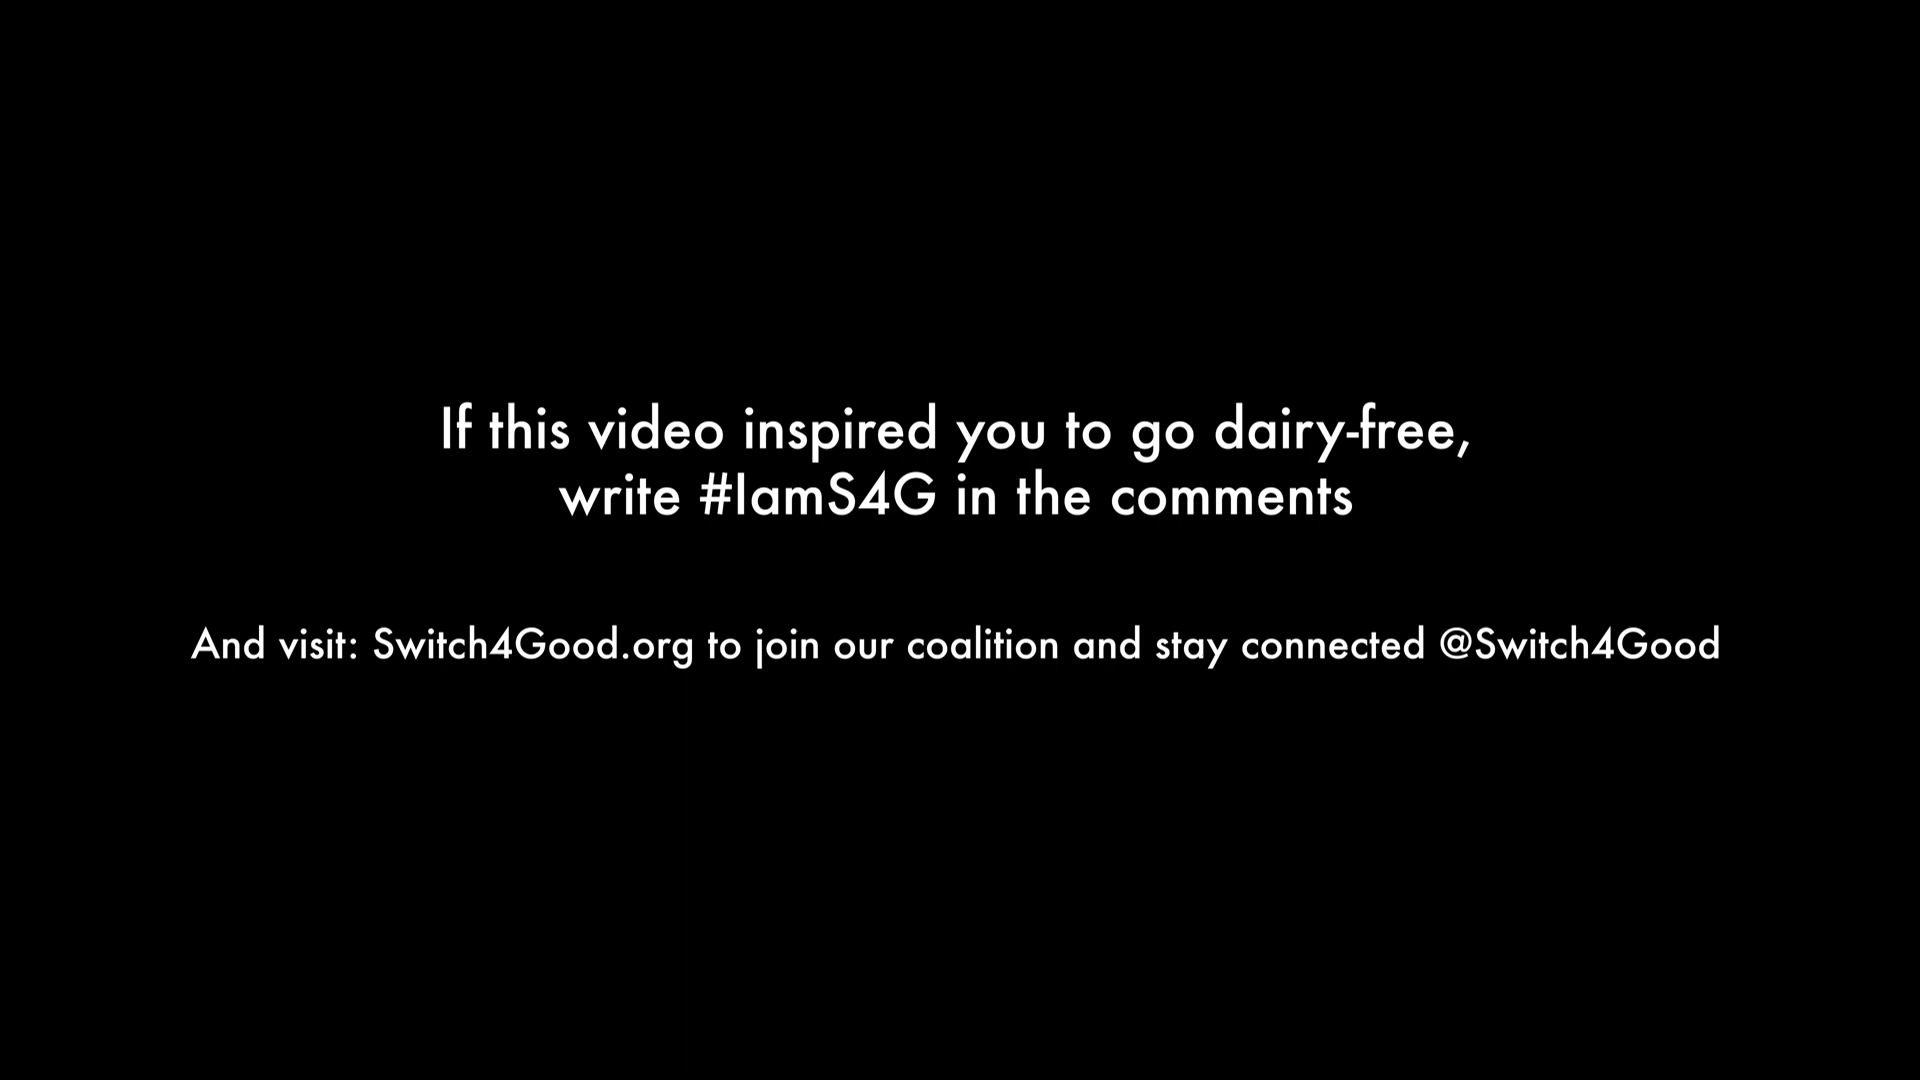 If this video inspired you to go dairy-free,
write #IamS4G in the comments
And visit: Switch4Good.org to join our coalition and stay connected @Switch4Good